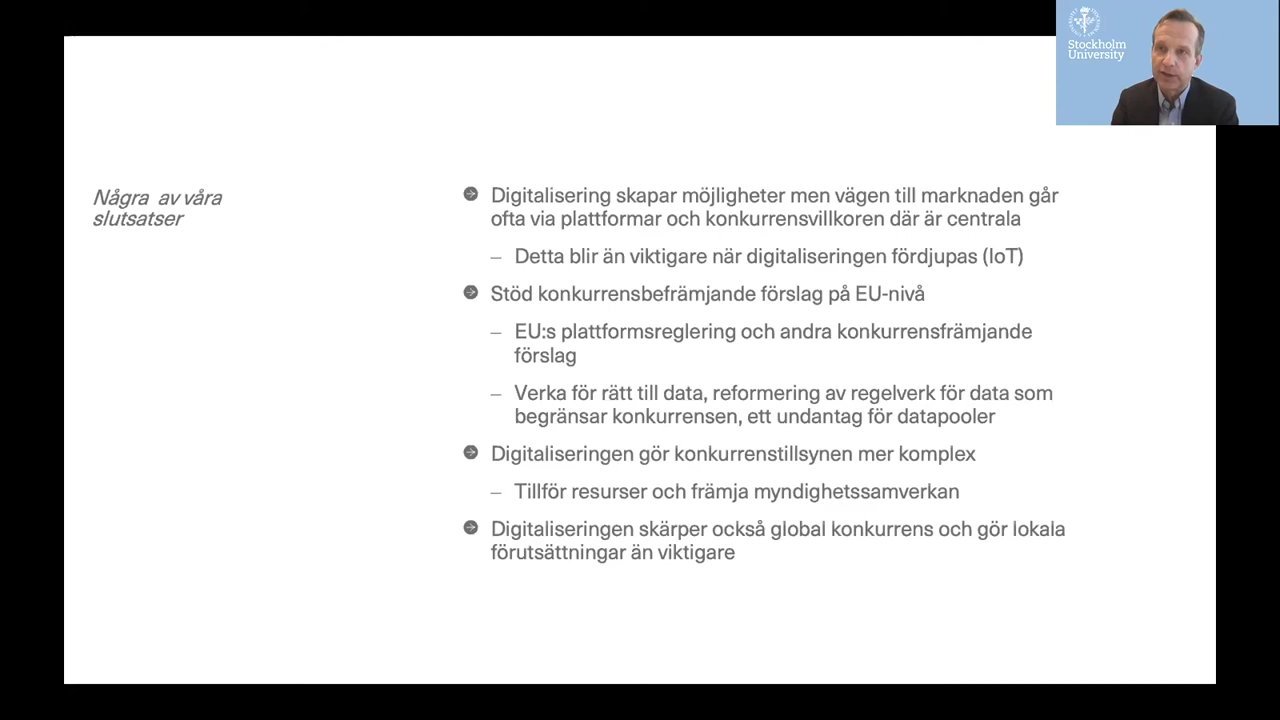 Stockholm
University
Några av våra
slutsatser
Digitalisering skapar möjligheter men vägen till marknaden går
ofta via plattformar och konkurrensvillkoren där är centrala
– Detta blir än viktigare när digitaliseringen fördjupas (IoT)
Stöd konkurrensbefrämjande förslag på EU-nivå
– EU:s plattformsreglering och andra konkurrensfrämjande
förslag
– Verka för rätt till data, reformering av regelverk för data som
begränsar konkurrensen, ett undantag för datapooler
Digitaliseringen gör konkurrenstillsynen mer komplex
– Tillför resurser och främja myndighetssamverkan
Digitaliseringen skärper också global konkurrens och gör lokala
förutsättningar än viktigare